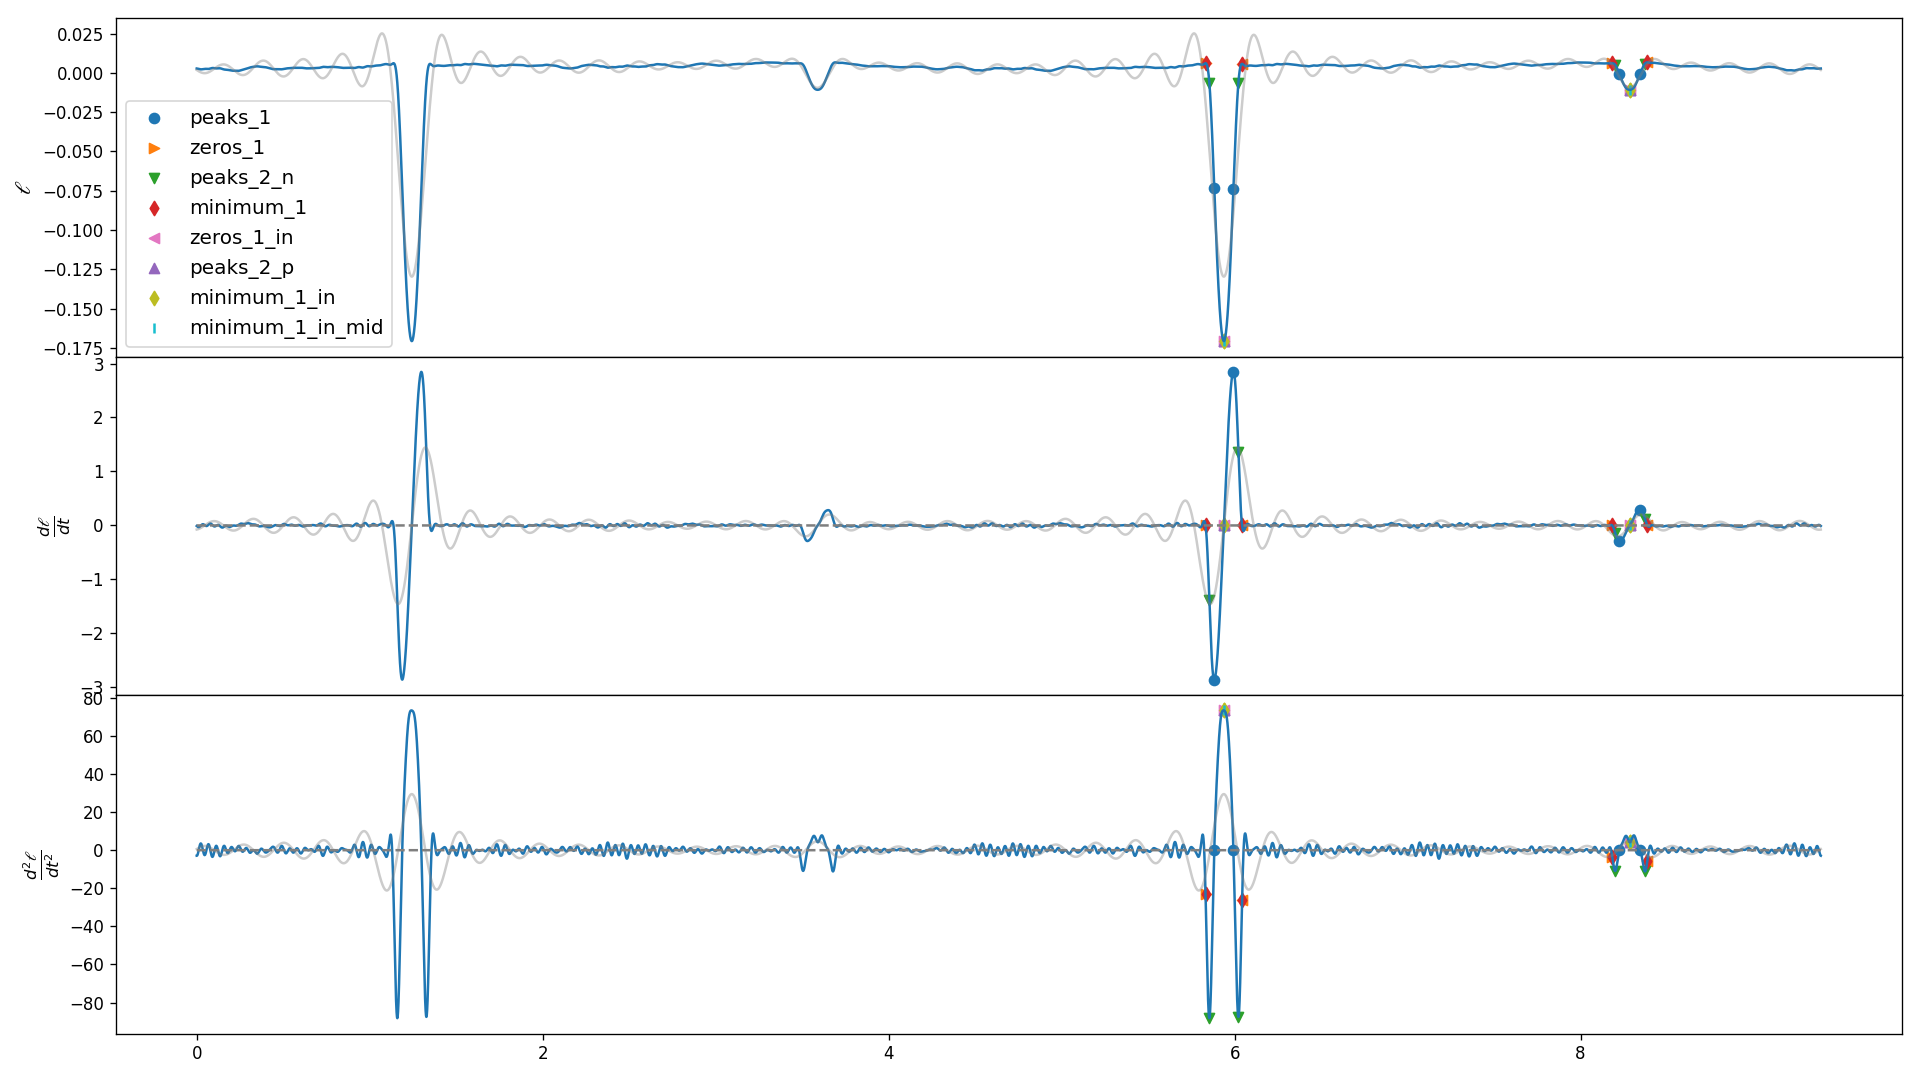 0.025
0.000
−0.025
−0.050
−0.075
−0.100
−0.125
−0.150
−0.175
ℓ
peaks_1
zeros_1
peaks_2_n
minimum_1
zeros_1_in
peaks_2_p
minimum_1_in
minimum_1_in_mid
3
2
1
0
−1
−2
−3
dℓ
dt
80
60
40
20
0
−20
−40
−60
−80
d²ℓ
dt²
0 2 4 6 8